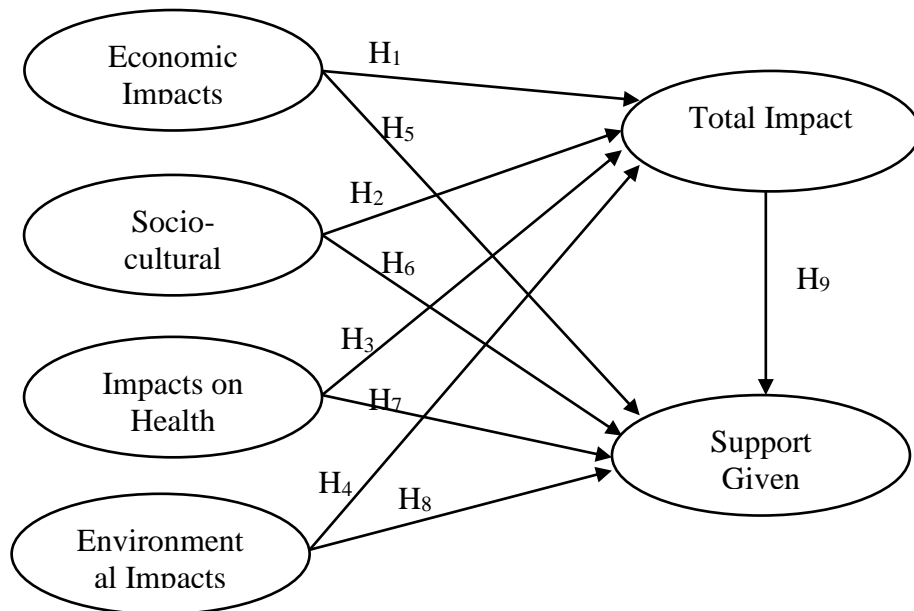 Economic
Impacts
H₁
Total Impact
H₅
H₂
Socio-
cultural
H₆
H₉
H₃
Impacts on
Health
H₇
Support
Given
H₄
H₈
Environment
al Impacts